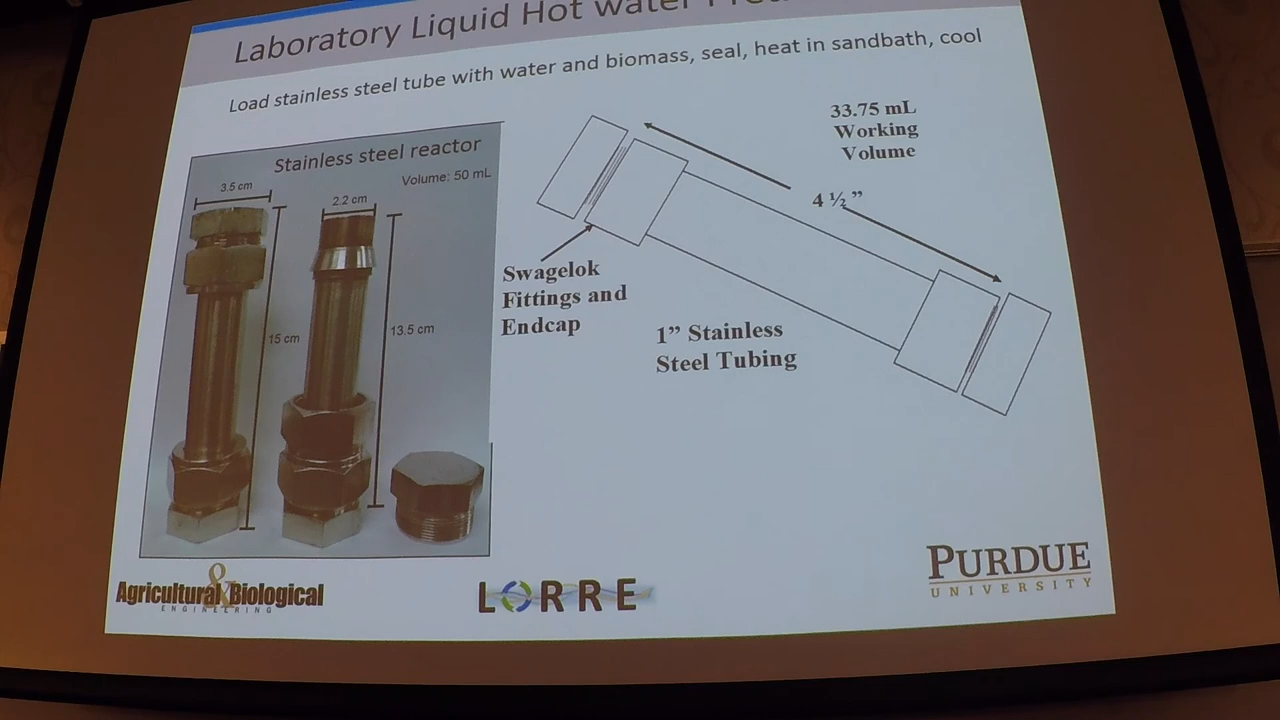 Laboratory Liquid Hot water
Load stainless steel tube with water and biomass, seal, heat in sandbath, cool
Stainless steel reactor
Volume: 50 mL
3.5 cm
2.2 cm
15 cm
13.5 cm
33.75 mL
Working
Volume
4 ½”
Swagelok
Fittings and
Endcap
1” Stainless
Steel Tubing
Agricultural & Biological
ENGINEERING
LORRE
PURDUE
UNIVERSITY